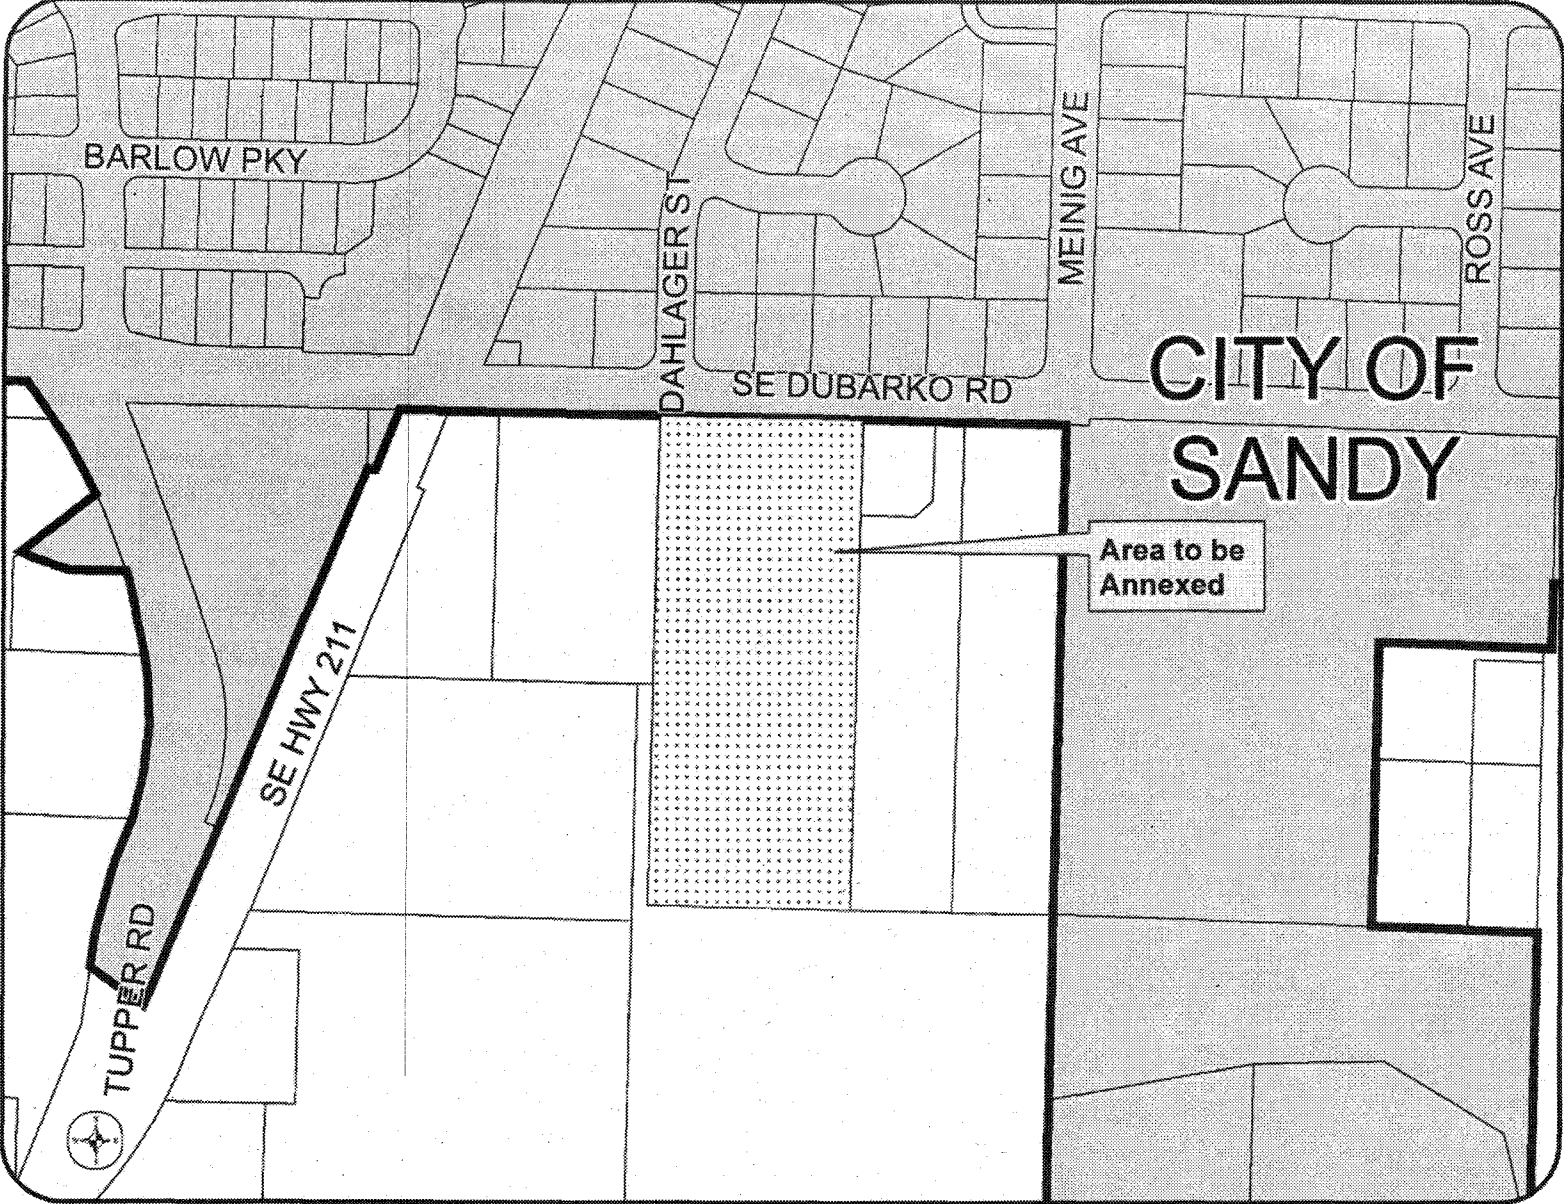 BARLOW PKY
DAHLAGER ST
MEINIG AVE
ROSS AVE
SE DUBARKO RD
CITY OF
SANDY
Area to be
Annexed
SE HWY 211
TUPPER RD